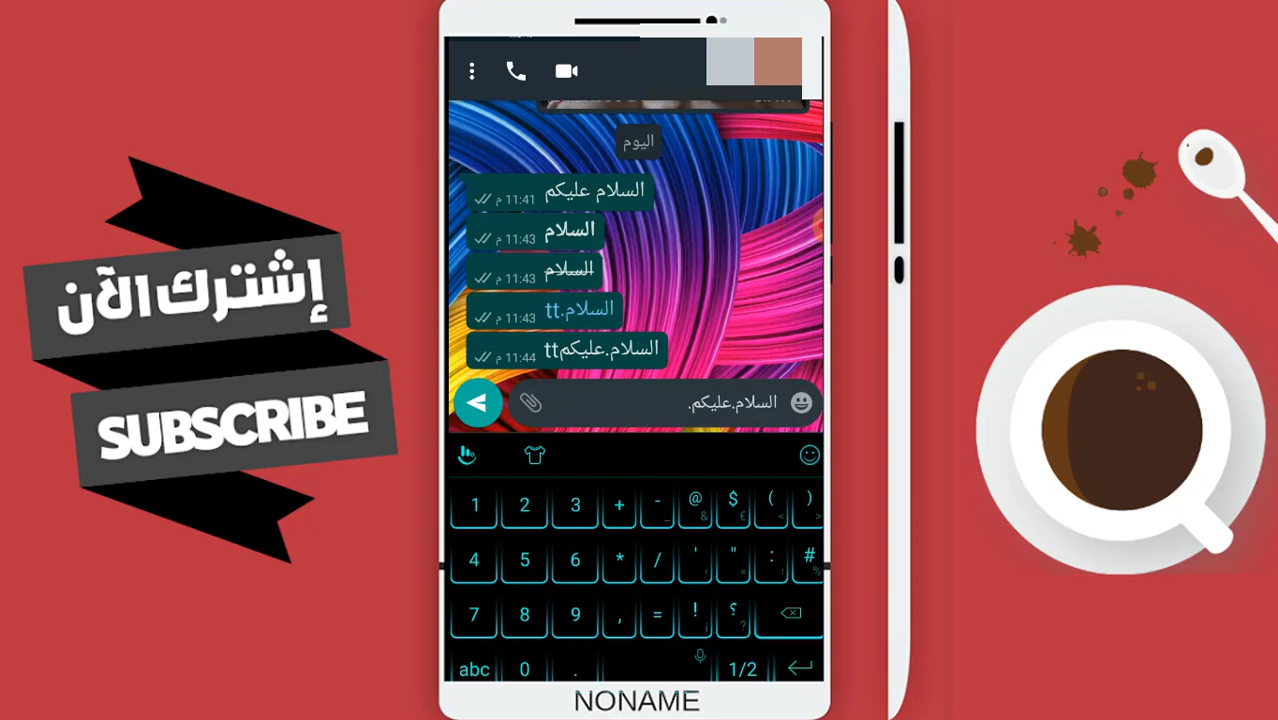 إشترك الآن
SUBSCRIBE
اليوم
السلام عليكم 11:41 م
السلام 11:43 م
السلام 11:43 م
السلام.tt 11:43 م
السلام.عليكمtt 11:44 م
السلام.عليكم.
1 2 3 + - _ @ & $ € ( < ) >
4 5 6 * / ' " : ; # %
7 8 9 , = ! ¡ ؟ ?
abc 0 . 1/2
NONAME